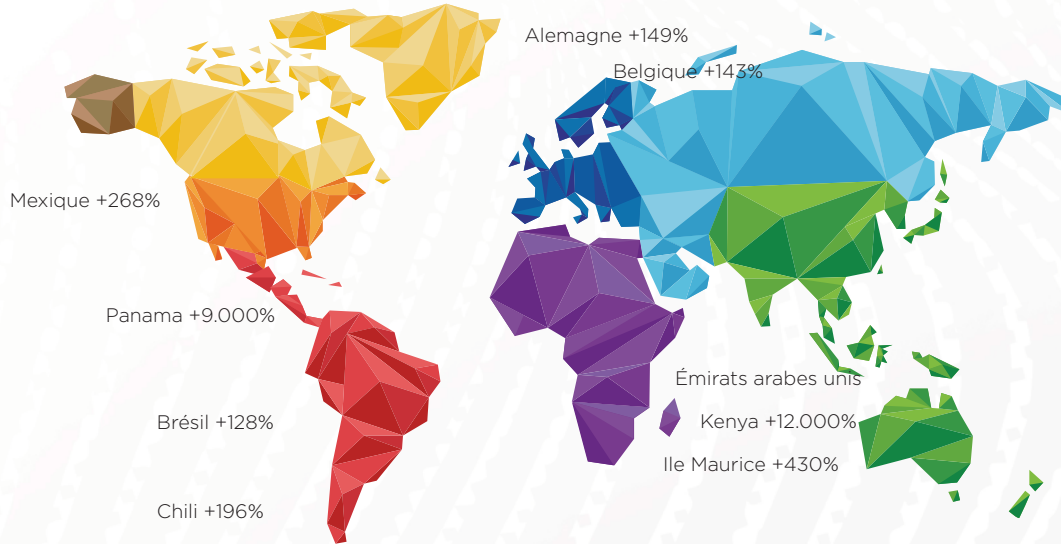 Alemagne +149%
Belgique +143%
Mexique +268%
Panama +9.000%
Émirats arabes unis
Brésil +128%
Kenya +12.000%
Ile Maurice +430%
Chili +196%